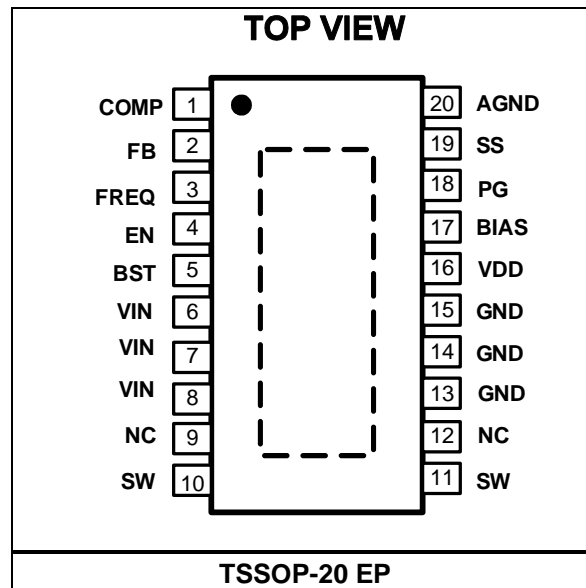 TOP VIEW
COMP 1 20 AGND
FB 2 19 SS
FREQ 3 18 PG
EN 4 17 BIAS
BST 5 16 VDD
VIN 6 15 GND
VIN 7 14 GND
VIN 8 13 GND
NC 9 12 NC
SW 10 11 SW
TSSOP-20 EP